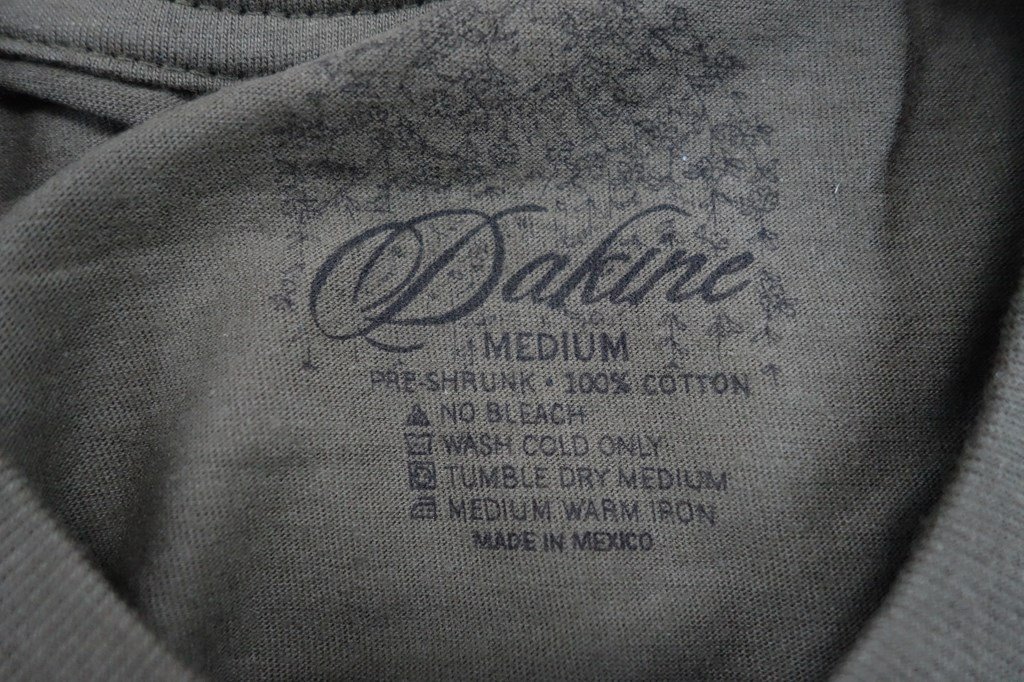 Dakine
MEDIUM
PRE-SHRUNK • 100% COTTON
NO BLEACH
WASH COLD ONLY
TUMBLE DRY MEDIUM
MEDIUM WARM IRON
MADE IN MEXICO